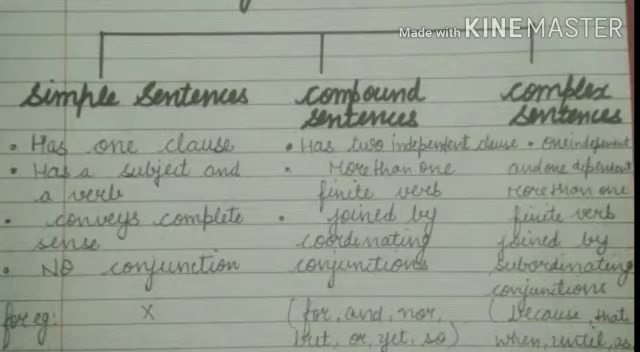 Made with KINEMASTER
Simple Sentences
• Has one clause
• Has a subject and
a verb
• conveys complete
sense
• NO conjunction
for eg: X
compound
sentences
• Has two independent clause
• More than one
finite verb
• joined by
coordinating
conjunctions
(for, and, nor,
but, or, yet, so)
complex
sentences
• one independent
and one dependent
More than one
finite verb
joined by
subordinating
conjunctions
(because, that
when, until, as